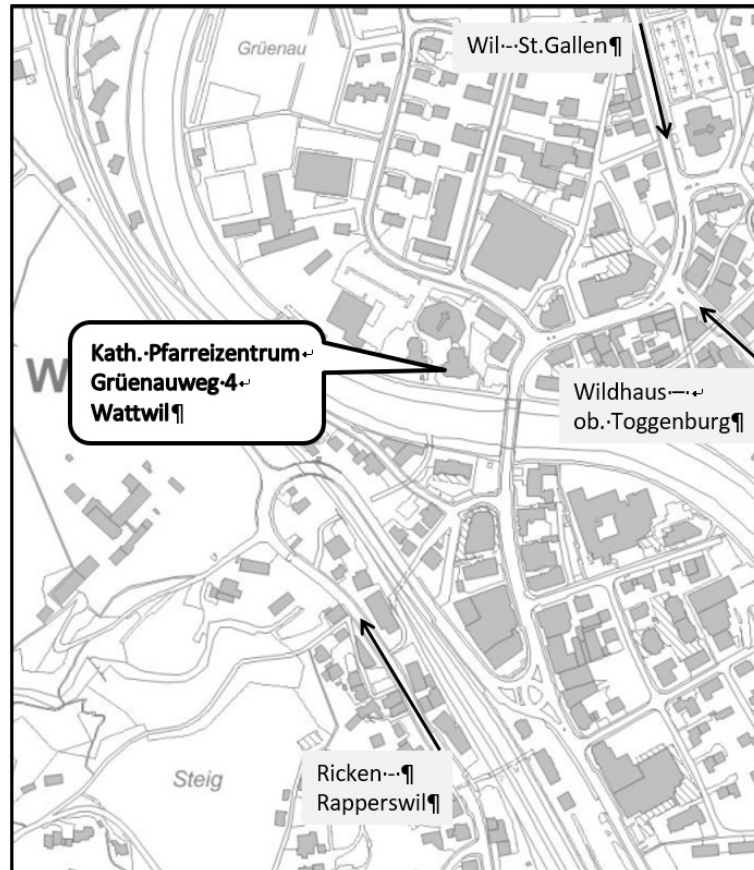 Grüenau
Wil·-·St.Gallen¶
Kath.·Pfarreizentrum↵
Grüenauweg·4↵
Wattwil¶
W
Wildhaus·–·↵
ob.·Toggenburg¶
Ricken·-·¶
Rapperswil¶
Steig